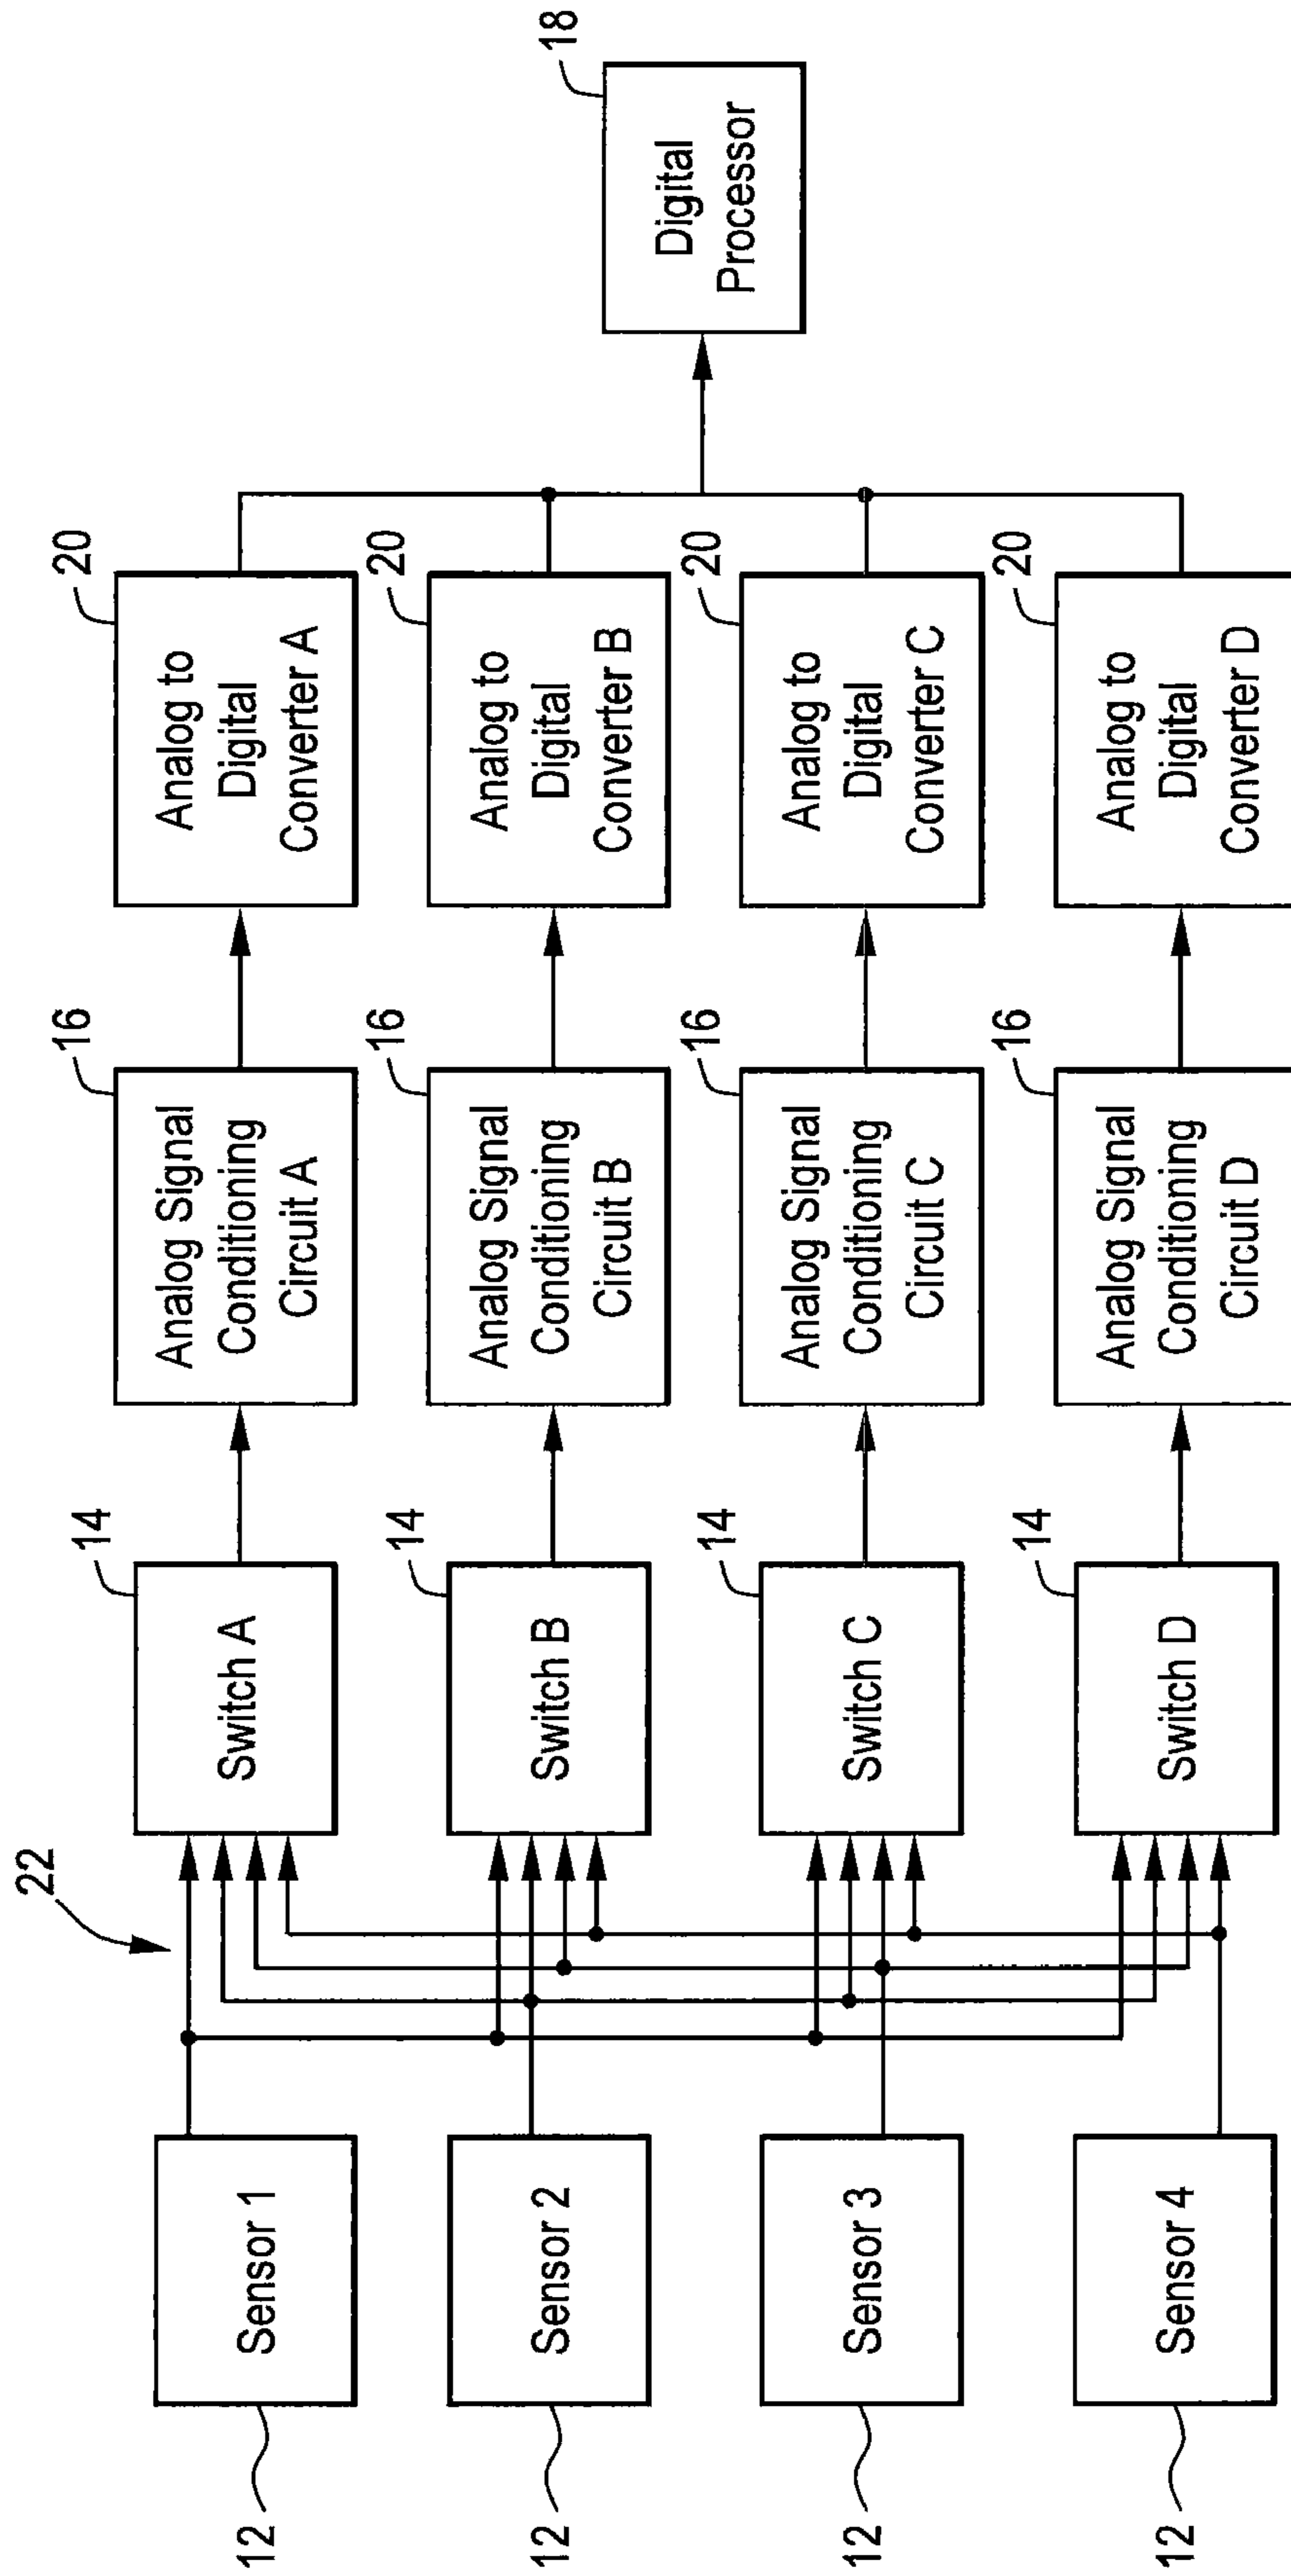 22
Sensor 1
12
Switch A
14
Analog Signal
Conditioning
Circuit A
16
Analog to
Digital
Converter A
20
Sensor 2
12
Switch B
14
Analog Signal
Conditioning
Circuit B
16
Analog to
Digital
Converter B
20
Sensor 3
12
Switch C
14
Analog Signal
Conditioning
Circuit C
16
Analog to
Digital
Converter C
20
Sensor 4
12
Switch D
14
Analog Signal
Conditioning
Circuit D
16
Analog to
Digital
Converter D
20
Digital
Processor
18